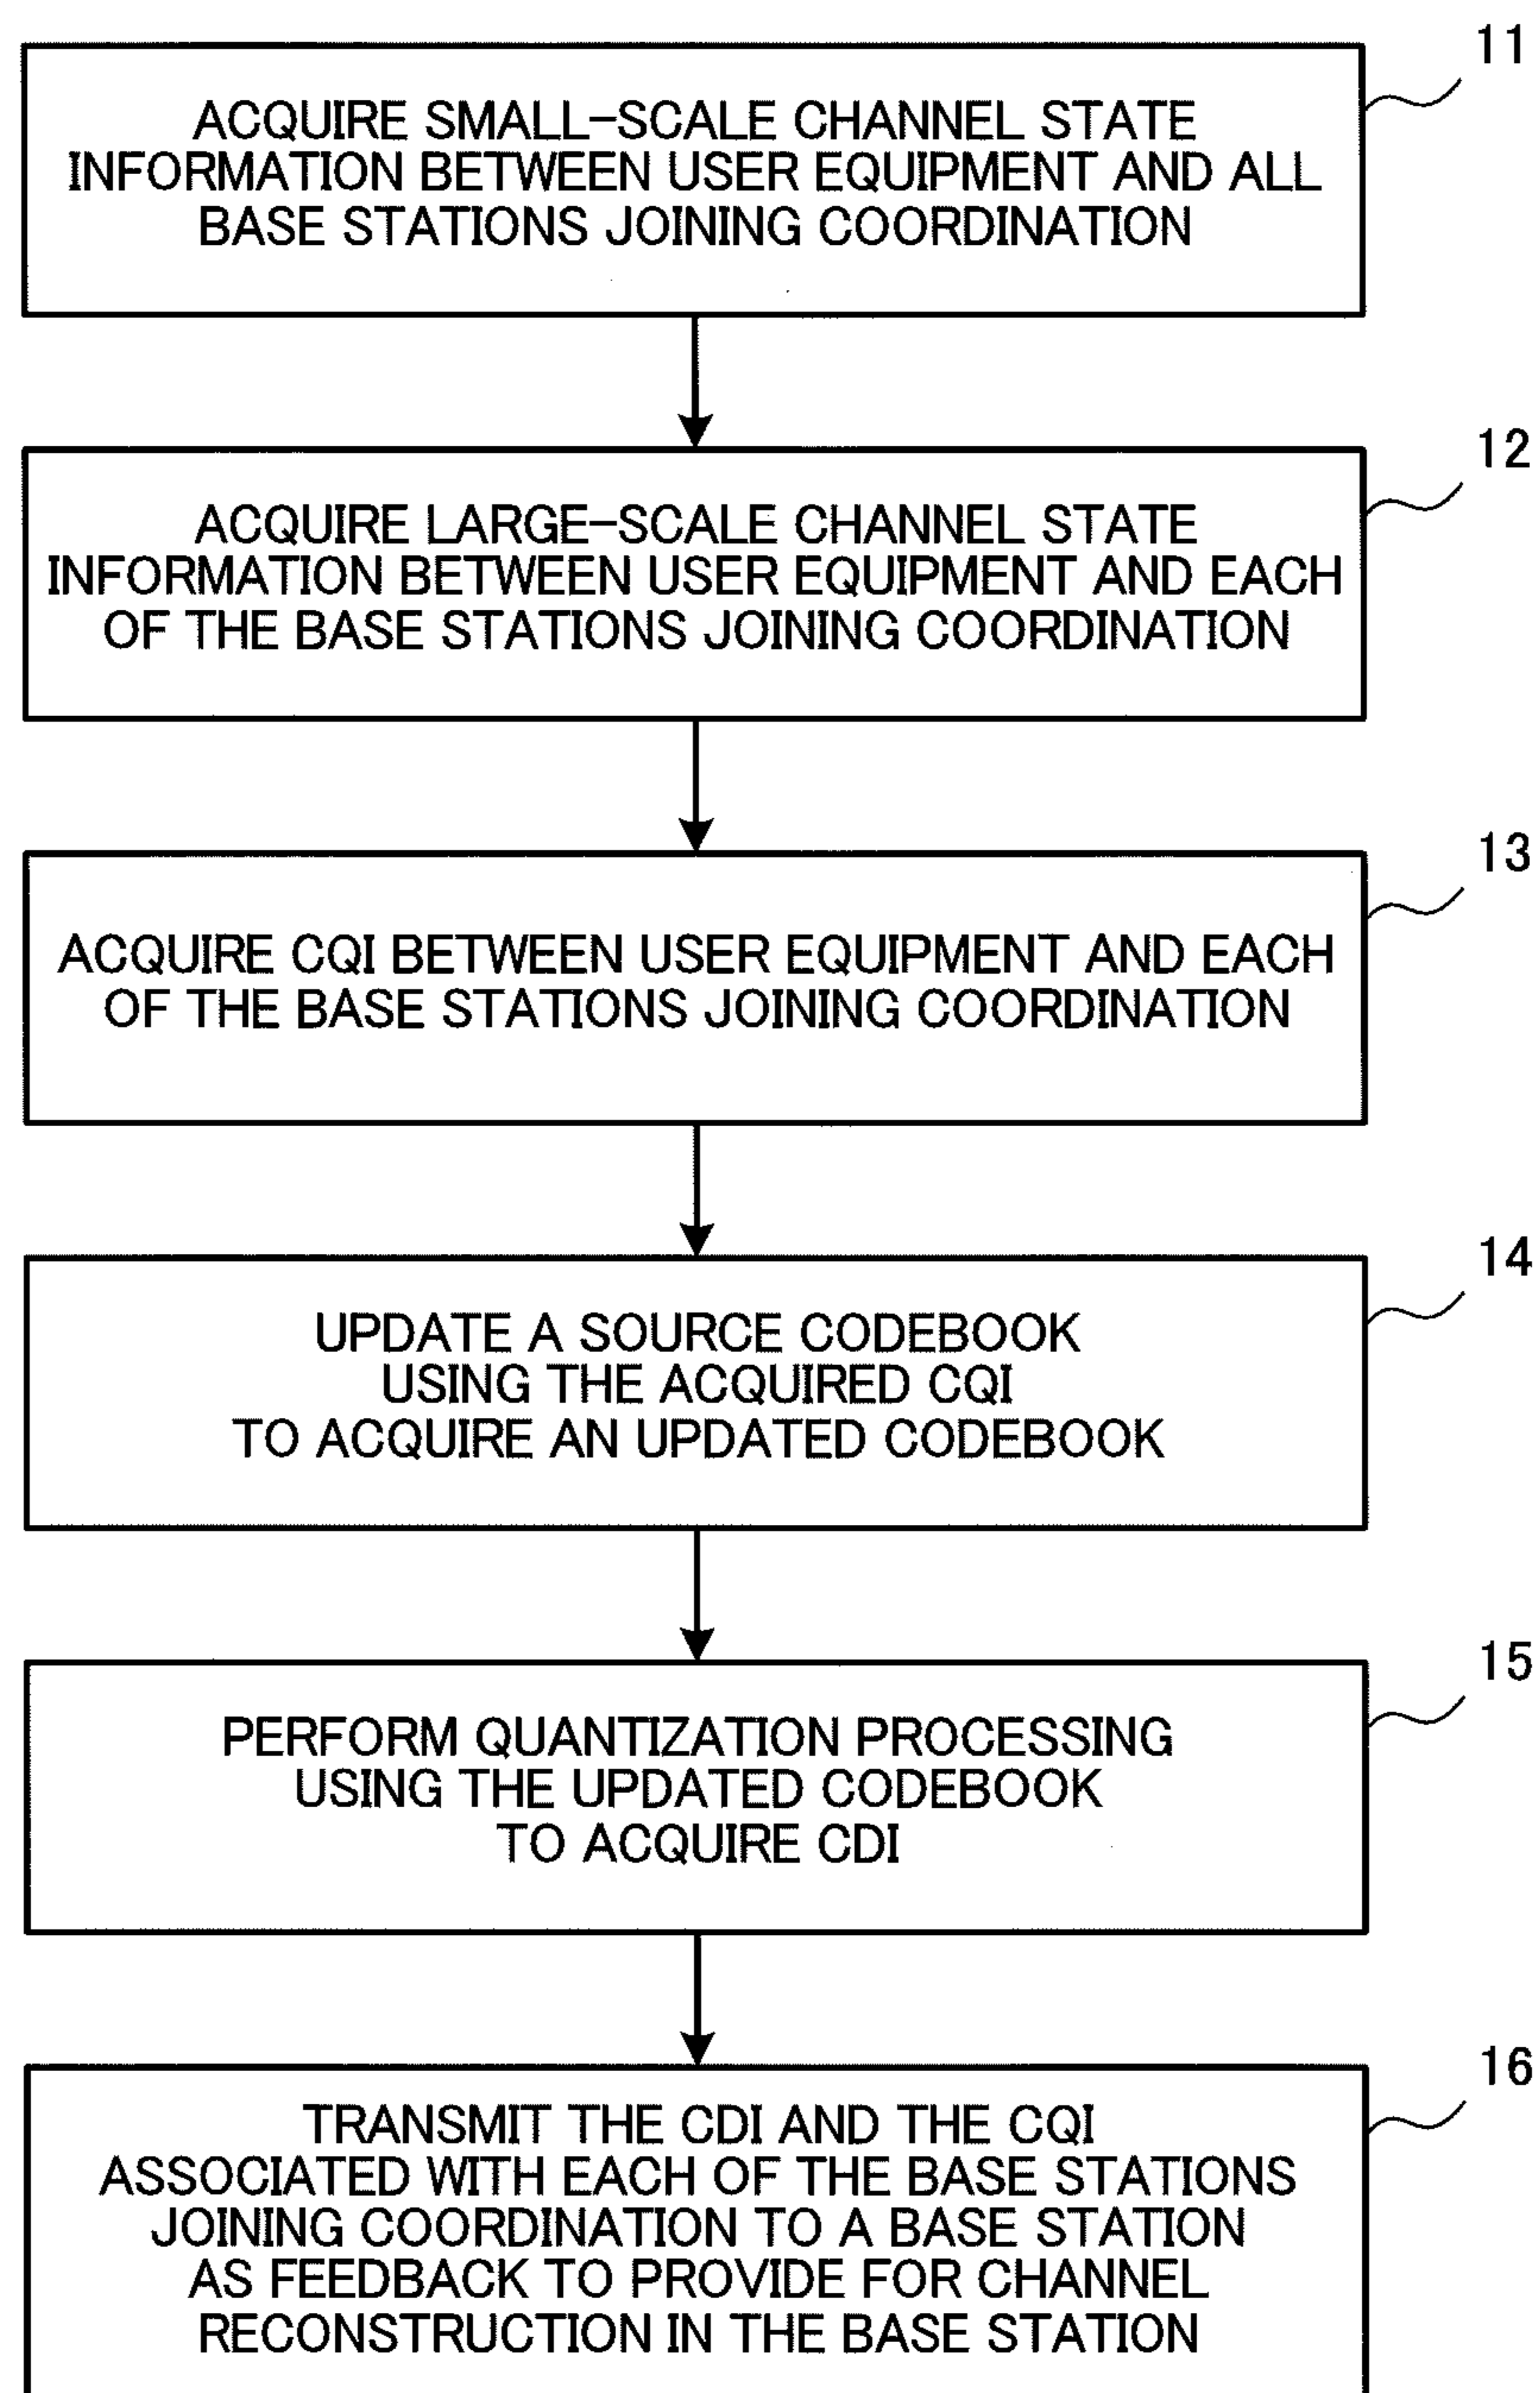 11
ACQUIRE SMALL-SCALE CHANNEL STATE
INFORMATION BETWEEN USER EQUIPMENT AND ALL
BASE STATIONS JOINING COORDINATION
12
ACQUIRE LARGE-SCALE CHANNEL STATE
INFORMATION BETWEEN USER EQUIPMENT AND EACH
OF THE BASE STATIONS JOINING COORDINATION
13
ACQUIRE CQI BETWEEN USER EQUIPMENT AND EACH
OF THE BASE STATIONS JOINING COORDINATION
14
UPDATE A SOURCE CODEBOOK
USING THE ACQUIRED CQI
TO ACQUIRE AN UPDATED CODEBOOK
15
PERFORM QUANTIZATION PROCESSING
USING THE UPDATED CODEBOOK
TO ACQUIRE CDI
16
TRANSMIT THE CDI AND THE CQI
ASSOCIATED WITH EACH OF THE BASE STATIONS
JOINING COORDINATION TO A BASE STATION
AS FEEDBACK TO PROVIDE FOR CHANNEL
RECONSTRUCTION IN THE BASE STATION